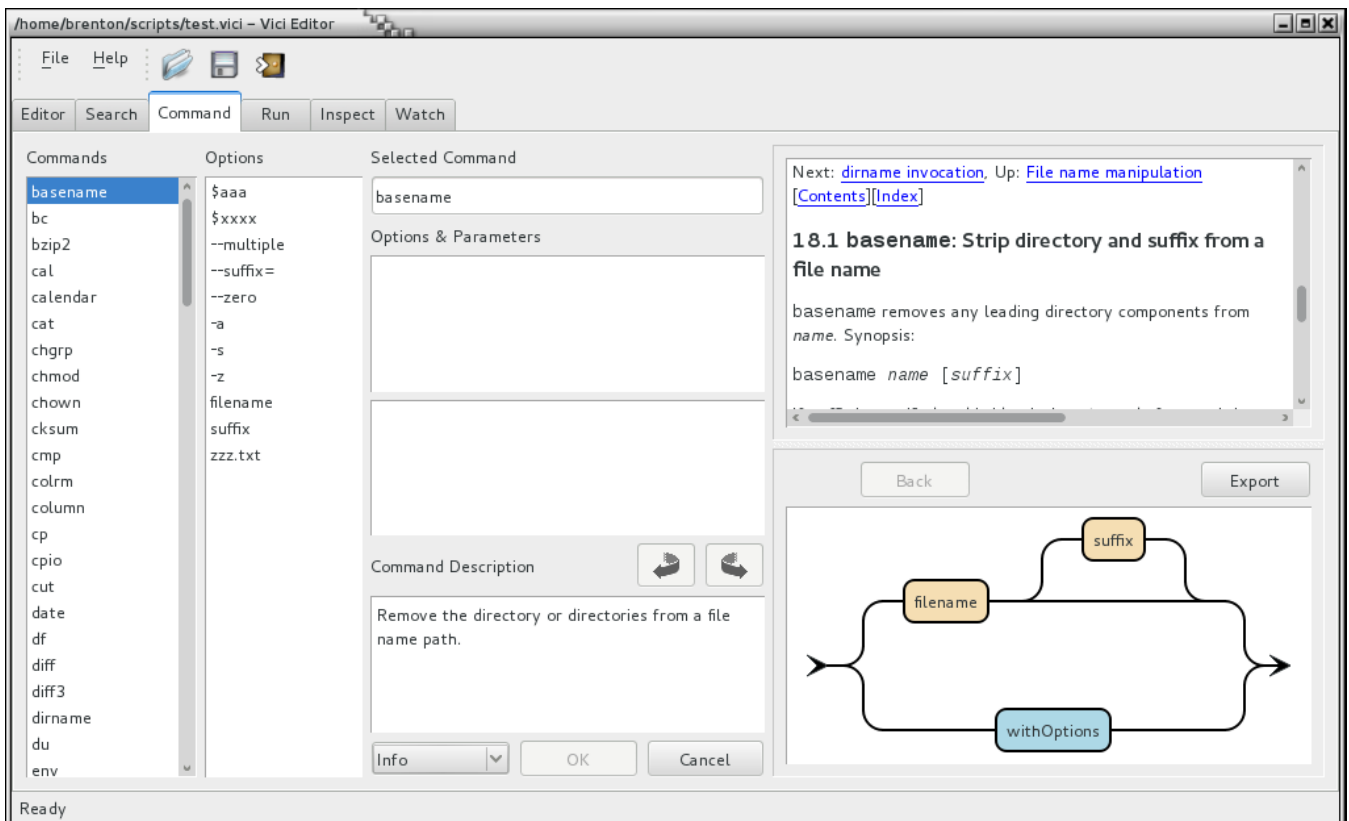 /home/brenton/scripts/test.vici – Vici Editor
File Help
Editor Search Command Run Inspect Watch
Commands
basename
bc
bzip2
cal
calendar
cat
chgrp
chmod
chown
cksum
cmp
colrm
column
cp
cpio
cut
date
df
diff
diff3
dirname
du
env
Options
$aaa
$xxxx
--multiple
--suffix=
--zero
-a
-s
-z
filename
suffix
zzz.txt
Selected Command
basename
Options & Parameters
Command Description
Remove the directory or directories from a file
name path.
Info OK Cancel
Next: dirname invocation, Up: File name manipulation
[Contents][Index]
18.1 basename: Strip directory and suffix from a
file name
basename removes any leading directory components from
name. Synopsis:
basename name [suffix]
Back Export
suffix
filename
withOptions
Ready